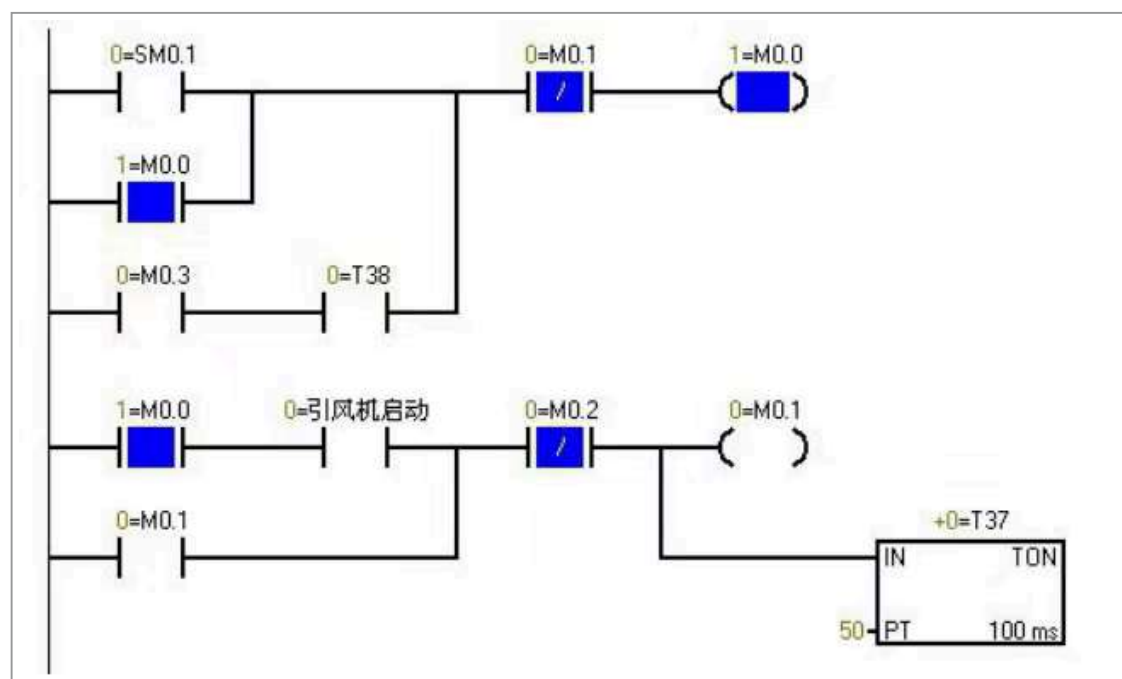 0=SM0.1 0=M0.1 1=M0.0
/
1=M0.0
0=M0.3 0=T38
1=M0.0 0=引风机启动 0=M0.2 0=M0.1
/
0=M0.1
+0=T37
IN TON
50 PT 100 ms